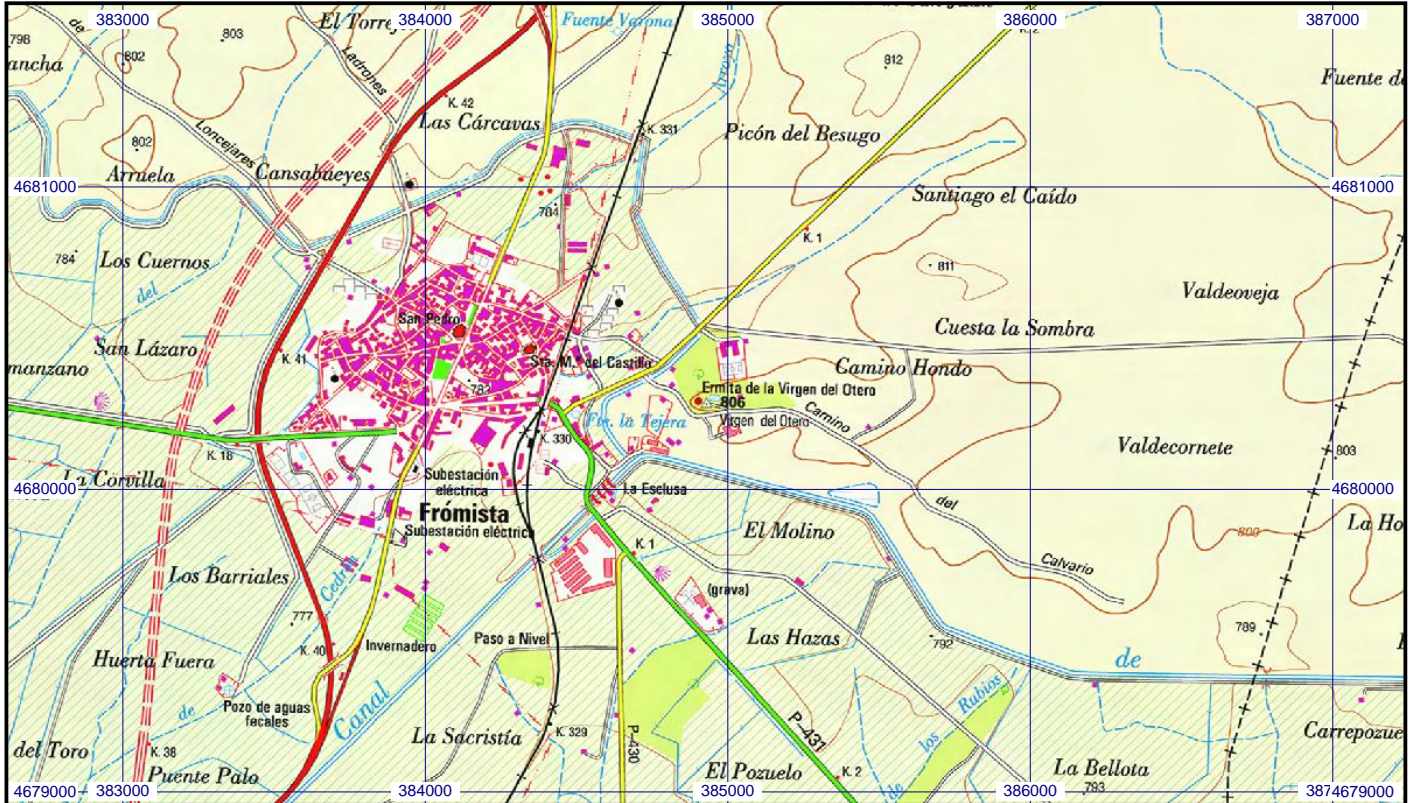 383000
384000
385000
386000
387000
El Torrej
Fuente Varona
K. 2
798
802
803
de
Ladrones
Arroyo
812
ancha
Fuente de
K. 42
Las Cárcavas
K. 331
Picón del Besugo
802
Loncejares
Arruela
Cansabueyes
4681000
4681000
784
Santiago el Caído
K. 1
784
Los Cuernos
811
del
Valdeoveja
San Pedro
Cuesta la Sombra
San Lázaro
K. 41
Sta. M.ª del Castillo
manzano
Camino Hondo
783
Ermita de la Virgen del Otero
806
Virgen del Otero
Camino
Fte. la Tejera
K. 330
K. 18
Valdecornete
803
La Corvilla
Subestación
eléctrica
La Esclusa
4680000
4680000
del
Frómista
Subestación eléctrica
El Molino
La Ho
800
K. 1
Calvario
Los Barriales
Cedrón
(grava)
777
Invernadero
Paso a Nivel
Las Hazas
792
789
K. 40
Huerta Fuera
de
Rubios
Pozo de aguas
fecales
de
Canal
los
P-431
La Sacristía
K. 329
P-430
Carrepozue
del Toro
K. 38
Puente Palo
El Pozuelo
K. 2
La Bellota
de
793
4679000
383000
384000
385000
386000
3874679000